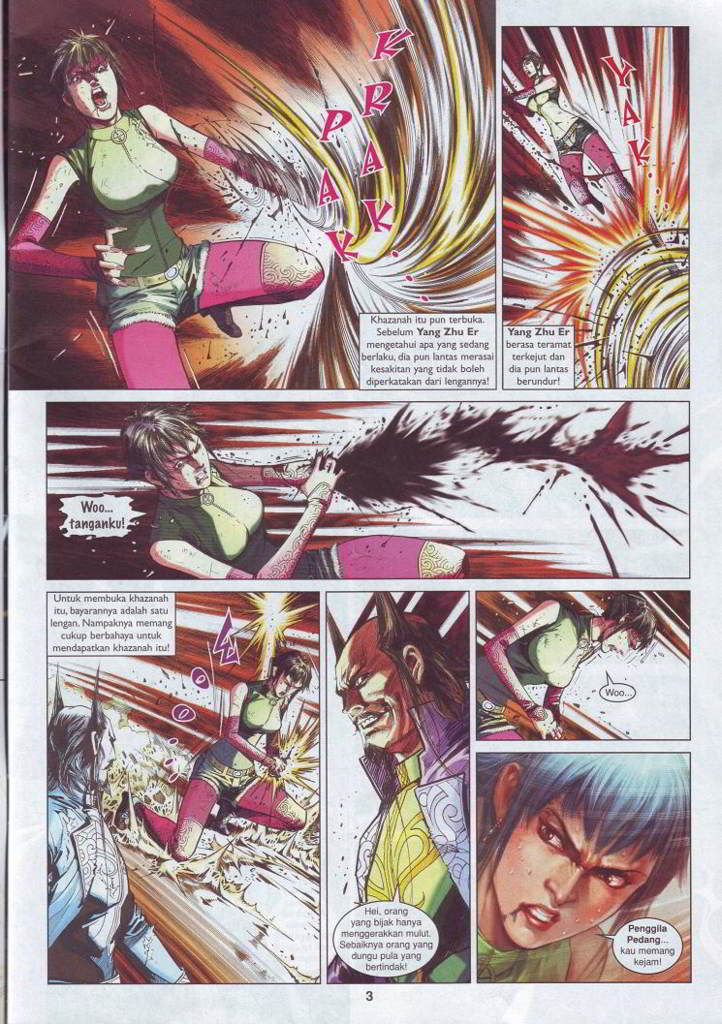 KRAK...
PAK
Khazanah itu pun terbuka.
Sebelum Yang Zhu Er
mengetahui apa yang sedang
berlaku, dia pun lantas merasai
kesakitan yang tidak boleh
diperkatakan dari lengannya!
YAK
Yang Zhu Er
berasa teramat
terkejut dan
dia pun lantas
berundur!
Woo...
tanganku!
Untuk membuka khazanah
itu, bayarannya adalah satu
lengan. Nampaknya memang
cukup berbahaya untuk
mendapatkan khazanah itu!
Hei, orang
yang bijak hanya
menggerakkan mulut.
Sebaiknya orang yang
dungu pula yang
bertindak!
Woo...
Penggila
Pedang...
kau memang
kejam!
3